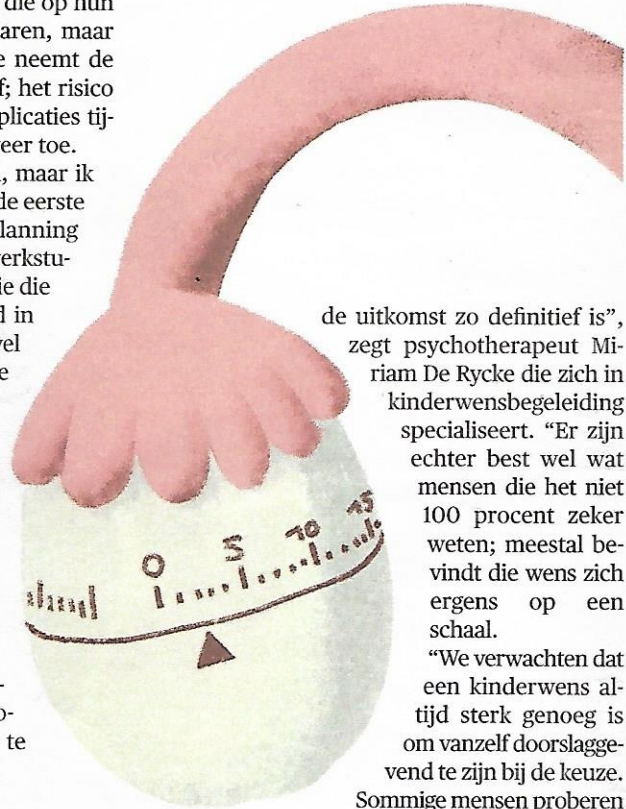 die op hun
aren, maar
e neemt de
f; het risico
plicaties tij-
eer toe.
, maar ik
de eerste
lanning
erkstu-
ie die
d in
vel
e
-
o-
te
0 5 10 15
de uitkomst zo definitief is”,
zegt psychotherapeut Mi-
riam De Rycke die zich in
kinderwensbegeleiding
specialiseert. “Er zijn
echter best wel wat
mensen die het niet
100 procent zeker
weten; meestal be-
vindt die wens zich
ergens op een
schaal.
“We verwachten dat
een kinderwens al-
tijd sterk genoeg is
om vanzelf doorslagge-
vend te zijn bij de keuze.
Sommige mensen proberen